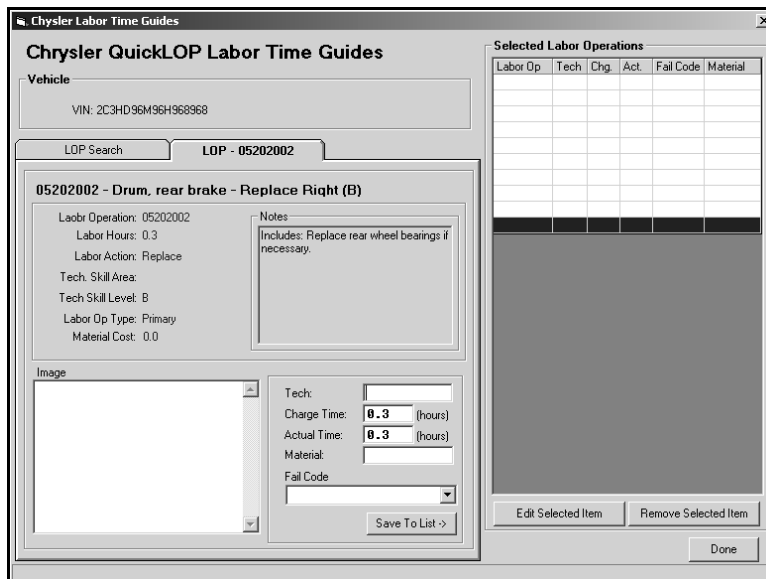 Chysler Labor Time Guides
Chrysler QuickLOP Labor Time Guides
Vehicle
VIN: 2C3HD96M96H968968
LOP Search
LOP - 05202002
05202002 - Drum, rear brake - Replace Right (B)
Laobr Operation: 05202002
Labor Hours: 0.3
Labor Action: Replace
Tech. Skill Area:
Tech Skill Level: B
Labor Op Type: Primary
Material Cost: 0.0
Notes
Includes: Replace rear wheel bearings if
necessary.
Image
Tech:
Charge Time: 0.3 (hours)
Actual Time: 0.3 (hours)
Material:
Fail Code
Save To List ->
Selected Labor Operations
Labor Op Tech Chg. Act. Fail Code Material
Edit Selected Item Remove Selected Item
Done